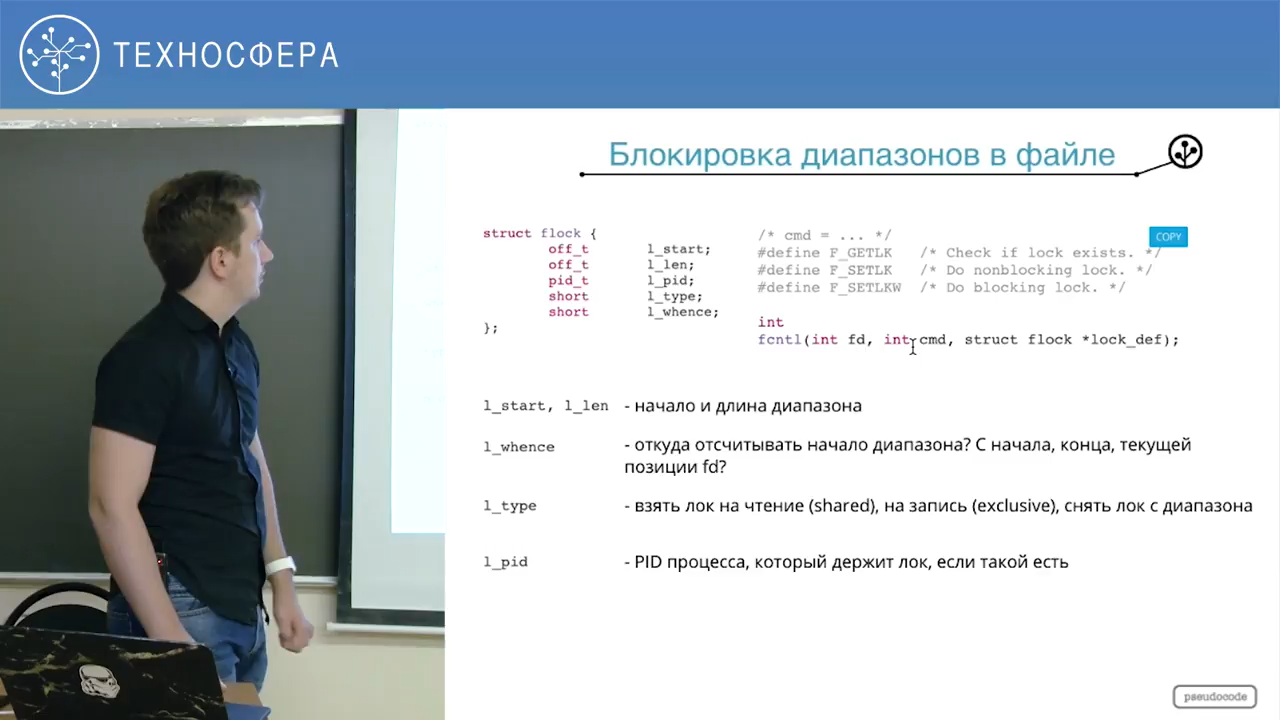 ТЕХНОСФЕРА
Блокировка диапазонов в файле
struct flock {
off_t l_start;
off_t l_len;
pid_t l_pid;
short l_type;
short l_whence;
};
/* cmd = ... */
COPY
#define F_GETLK /* Check if lock exists. */
#define F_SETLK /* Do nonblocking lock. */
#define F_SETLKW /* Do blocking lock. */
int
fcntl(int fd, int cmd, struct flock *lock_def);
l_start, l_len - начало и длина диапазона
l_whence - откуда отсчитывать начало диапазона? С начала, конца, текущей
позиции fd?
l_type - взять лок на чтение (shared), на запись (exclusive), снять лок с диапазона
l_pid - PID процесса, который держит лок, если такой есть
pseudocode